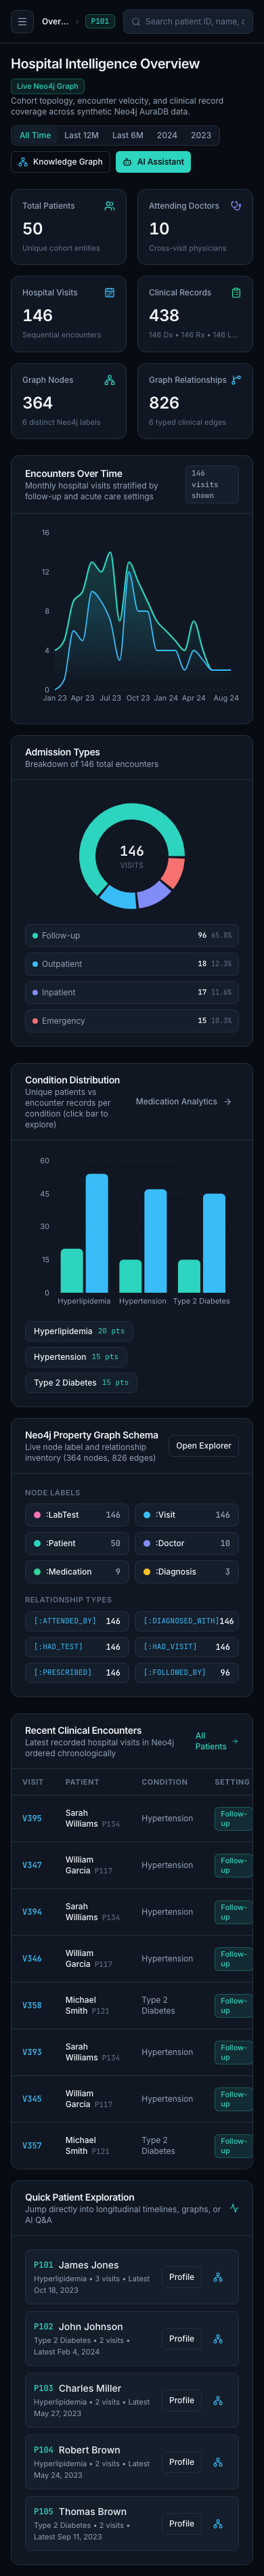 Over... > P101 Search patient ID, name, c
Hospital Intelligence Overview
Live Neo4j Graph
Cohort topology, encounter velocity, and clinical record
coverage across synthetic Neo4j AuraDB data.
All Time Last 12M Last 6M 2024 2023
Knowledge Graph AI Assistant
Total Patients
50
Unique cohort entities
Attending Doctors
10
Cross-visit physicians
Hospital Visits
146
Sequential encounters
Clinical Records
438
146 Dx • 146 Rx • 146 L...
Graph Nodes
364
6 distinct Neo4j labels
Graph Relationships
826
6 typed clinical edges
Encounters Over Time
Monthly hospital visits stratified by
follow-up and acute care settings
146
visits
shown
16
12
8
4
0
Jan 23 Apr 23 Jul 23 Oct 23 Jan 24 Apr 24 Aug 24
Admission Types
Breakdown of 146 total encounters
146
VISITS
Follow-up 96 65.8%
Outpatient 18 12.3%
Inpatient 17 11.6%
Emergency 15 10.3%
Condition Distribution
Unique patients vs
encounter records per
condition (click bar to
explore)
Medication Analytics →
60
45
30
15
0
Hyperlipidemia Hypertension Type 2 Diabetes
Hyperlipidemia 20 pts
Hypertension 15 pts
Type 2 Diabetes 15 pts
Neo4j Property Graph Schema
Live node label and relationship
inventory (364 nodes, 826 edges)
Open Explorer
NODE LABELS
:LabTest 146 :Visit 146
:Patient 50 :Doctor 10
:Medication 9 :Diagnosis 3
RELATIONSHIP TYPES
[:ATTENDED_BY] 146 [:DIAGNOSED_WITH] 146
[:HAD_TEST] 146 [:HAD_VISIT] 146
[:PRESCRIBED] 146 [:FOLLOWED_BY] 96
Recent Clinical Encounters
Latest recorded hospital visits in Neo4j
ordered chronologically
All
Patients →
VISIT PATIENT CONDITION SETTING
V395 Sarah Williams P134 Hypertension Follow-up
V347 William Garcia P117 Hypertension Follow-up
V394 Sarah Williams P134 Hypertension Follow-up
V346 William Garcia P117 Hypertension Follow-up
V358 Michael Smith P121 Type 2 Diabetes Follow-up
V393 Sarah Williams P134 Hypertension Follow-up
V345 William Garcia P117 Hypertension Follow-up
V357 Michael Smith P121 Type 2 Diabetes Follow-up
Quick Patient Exploration
Jump directly into longitudinal timelines, graphs, or
AI Q&A
P101 James Jones
Hyperlipidemia • 3 visits • Latest
Oct 18, 2023
Profile
P102 John Johnson
Type 2 Diabetes • 2 visits •
Latest Feb 4, 2024
Profile
P103 Charles Miller
Hyperlipidemia • 2 visits • Latest
May 27, 2023
Profile
P104 Robert Brown
Hyperlipidemia • 2 visits • Latest
May 24, 2023
Profile
P105 Thomas Brown
Type 2 Diabetes • 2 visits •
Latest Sep 11, 2023
Profile